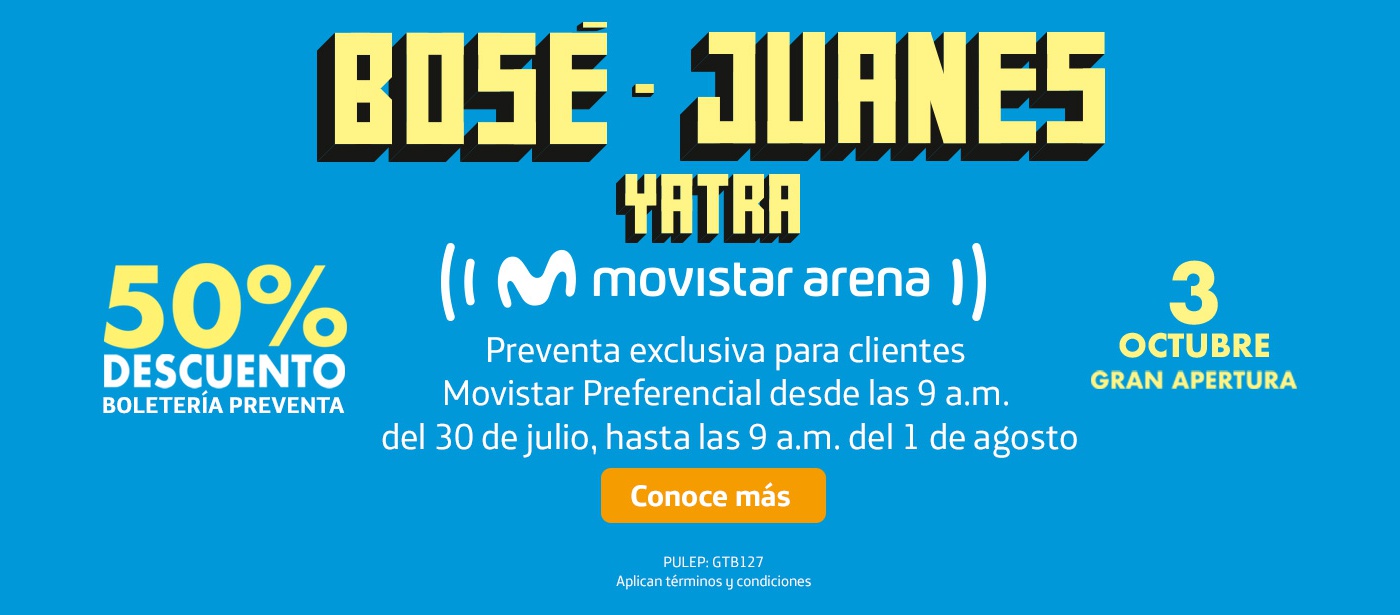 BOSÉ - JUANES
YATRA
movistar arena
50%
DESCUENTO
BOLETERÍA PREVENTA
Preventa exclusiva para clientes
Movistar Preferencial desde las 9 a.m.
del 30 de julio, hasta las 9 a.m. del 1 de agosto
3
OCTUBRE
GRAN APERTURA
Conoce más
PULEP: GTB127
Aplican términos y condiciones